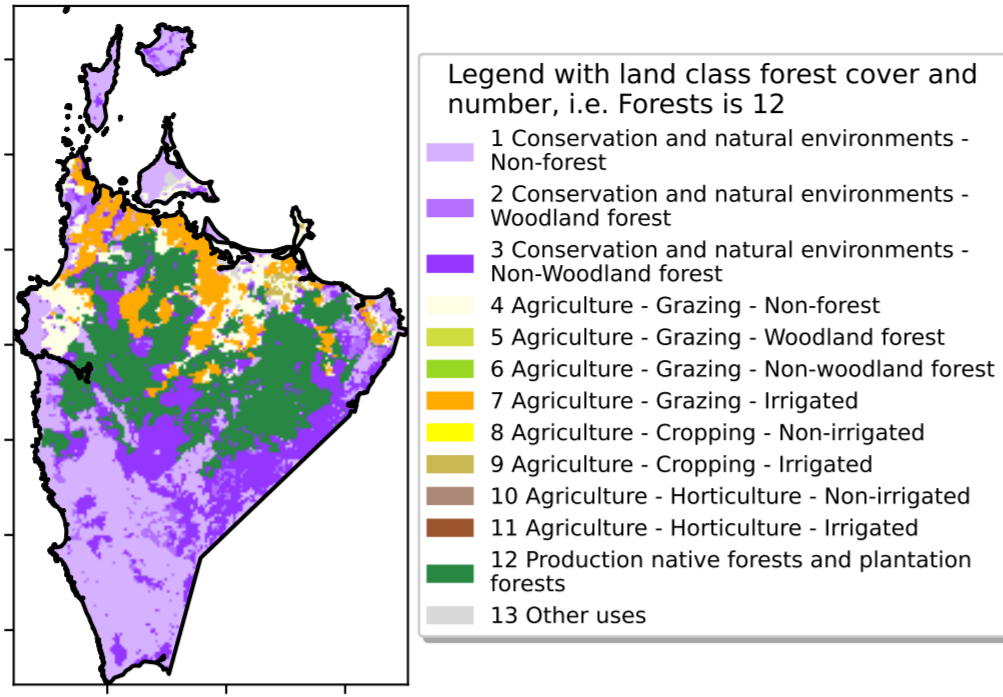 Legend with land class forest cover and
number, i.e. Forests is 12
1 Conservation and natural environments -
Non-forest
2 Conservation and natural environments -
Woodland forest
3 Conservation and natural environments -
Non-Woodland forest
4 Agriculture - Grazing - Non-forest
5 Agriculture - Grazing - Woodland forest
6 Agriculture - Grazing - Non-woodland forest
7 Agriculture - Grazing - Irrigated
8 Agriculture - Cropping - Non-irrigated
9 Agriculture - Cropping - Irrigated
10 Agriculture - Horticulture - Non-irrigated
11 Agriculture - Horticulture - Irrigated
12 Production native forests and plantation
forests
13 Other uses